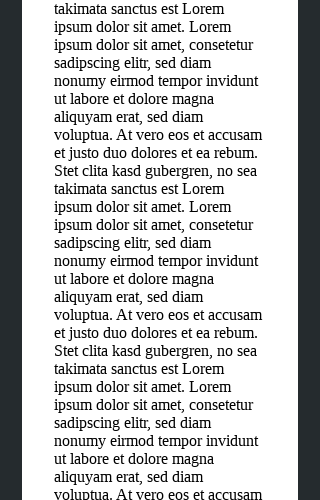 takimata sanctus est Lorem
ipsum dolor sit amet. Lorem
ipsum dolor sit amet, consetetur
sadipscing elitr, sed diam
nonumy eirmod tempor invidunt
ut labore et dolore magna
aliquyam erat, sed diam
voluptua. At vero eos et accusam
et justo duo dolores et ea rebum.
Stet clita kasd gubergren, no sea
takimata sanctus est Lorem
ipsum dolor sit amet. Lorem
ipsum dolor sit amet, consetetur
sadipscing elitr, sed diam
nonumy eirmod tempor invidunt
ut labore et dolore magna
aliquyam erat, sed diam
voluptua. At vero eos et accusam
et justo duo dolores et ea rebum.
Stet clita kasd gubergren, no sea
takimata sanctus est Lorem
ipsum dolor sit amet. Lorem
ipsum dolor sit amet, consetetur
sadipscing elitr, sed diam
nonumy eirmod tempor invidunt
ut labore et dolore magna
aliquyam erat, sed diam
voluptua. At vero eos et accusam